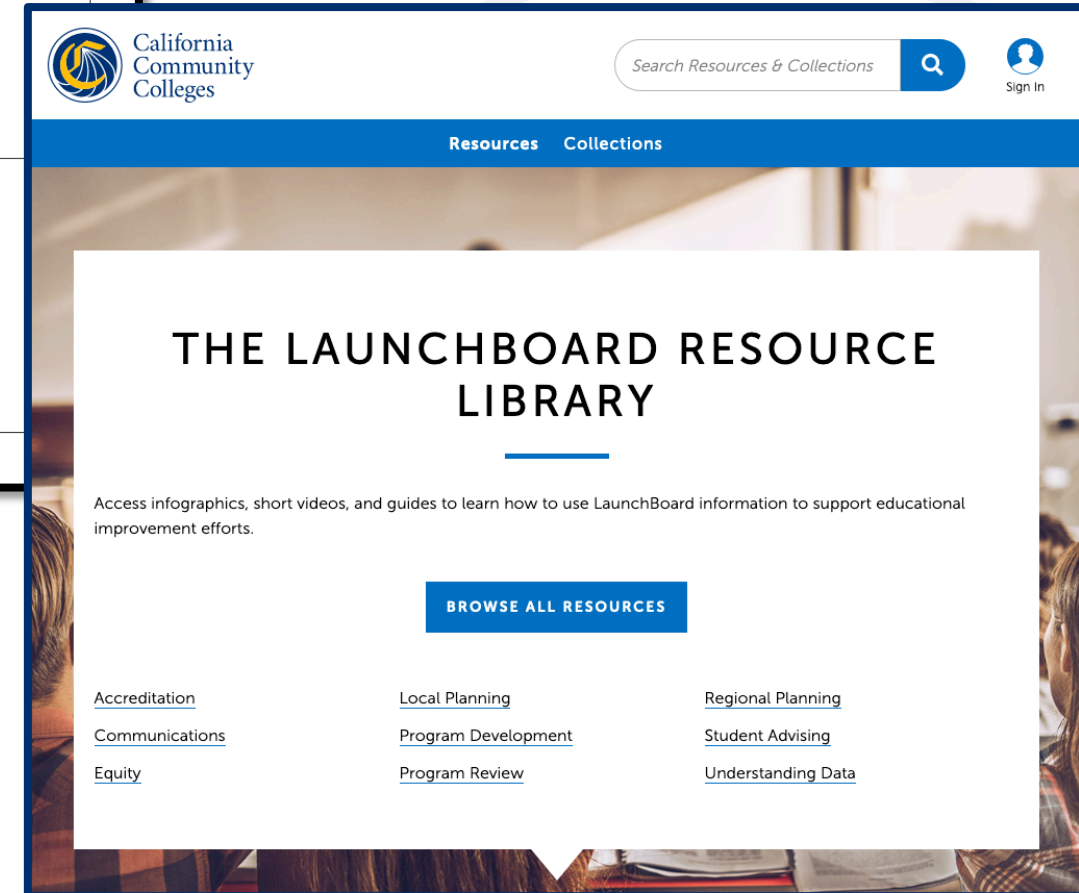 California
Community
Colleges
Search Resources & Collections
Sign In
Resources Collections
THE LAUNCHBOARD RESOURCE
LIBRARY
Access infographics, short videos, and guides to learn how to use LaunchBoard information to support educational
improvement efforts.
BROWSE ALL RESOURCES
Accreditation Local Planning Regional Planning
Communications Program Development Student Advising
Equity Program Review Understanding Data